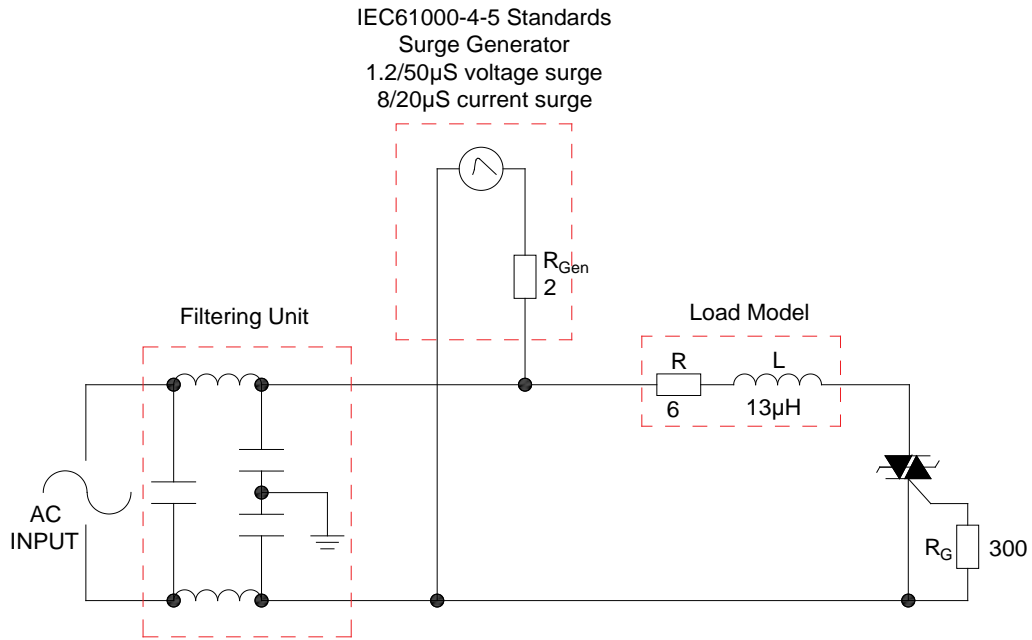 IEC61000-4-5 Standards
Surge Generator
1.2/50µS voltage surge
8/20µS current surge
RGen
2
Filtering Unit
Load Model
R
L
6
13µH
AC
INPUT
RG
300